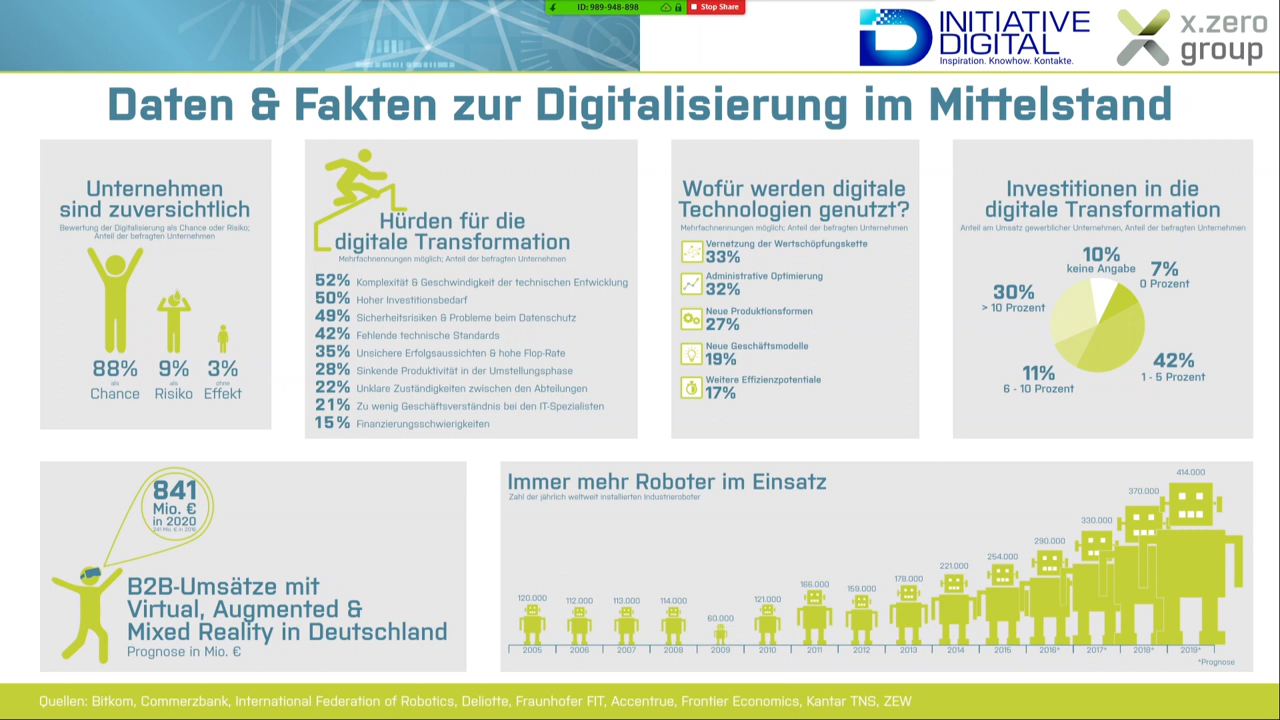 ID: 989-948-898
Stop Share
INITIATIVE
DIGITAL
Inspiration. Knowhow. Kontakte.
x.zero
group
Daten & Fakten zur Digitalisierung im Mittelstand
Unternehmen
sind zuversichtlich
Bewertung der Digitalisierung als Chance oder Risiko;
Anteil der befragten Unternehmen
88% 9% 3%
als als ohne
Chance Risiko Effekt
Hürden für die
digitale Transformation
Mehrfachnennungen möglich; Anteil der befragten Unternehmen
52% Komplexität & Geschwindigkeit der technischen Entwicklung
50% Hoher Investitionsbedarf
49% Sicherheitsrisiken & Probleme beim Datenschutz
42% Fehlende technische Standards
35% Unsichere Erfolgsaussichten & hohe Flop-Rate
28% Sinkende Produktivität in der Umstellungsphase
22% Unklare Zuständigkeiten zwischen den Abteilungen
21% Zu wenig Geschäftsverständnis bei den IT-Spezialisten
15% Finanzierungsschwierigkeiten
Wofür werden digitale
Technologien genutzt?
Mehrfachnennungen möglich; Anteil der befragten Unternehmen
Vernetzung der Wertschöpfungskette
33%
Administrative Optimierung
32%
Neue Produktionsformen
27%
Neue Geschäftsmodelle
19%
Weitere Effizienzpotentiale
17%
Investitionen in die
digitale Transformation
Anteil am Umsatz gewerblicher Unternehmen, Anteil der befragten Unternehmen
10%
keine Angabe
7%
0 Prozent
30%
> 10 Prozent
42%
1 - 5 Prozent
11%
6 - 10 Prozent
841
Mio. €
in 2020
B2B-Umsätze mit
Virtual, Augmented &
Mixed Reality in Deutschland
Prognose in Mio. €
Immer mehr Roboter im Einsatz
Zahl der jährlich weltweit installierten Industrieroboter
120.000 112.000 113.000 114.000 60.000 121.000 166.000 159.000 178.000 221.000 254.000 290.000 330.000 370.000 414.000
2005 2006 2007 2008 2009 2010 2011 2012 2013 2014 2015 2016* 2017* 2018* 2019*
*Prognose
Quellen: Bitkom, Commerzbank, International Federation of Robotics, Deliotte, Fraunhofer FIT, Accentrue, Frontier Economics, Kantar TNS, ZEW